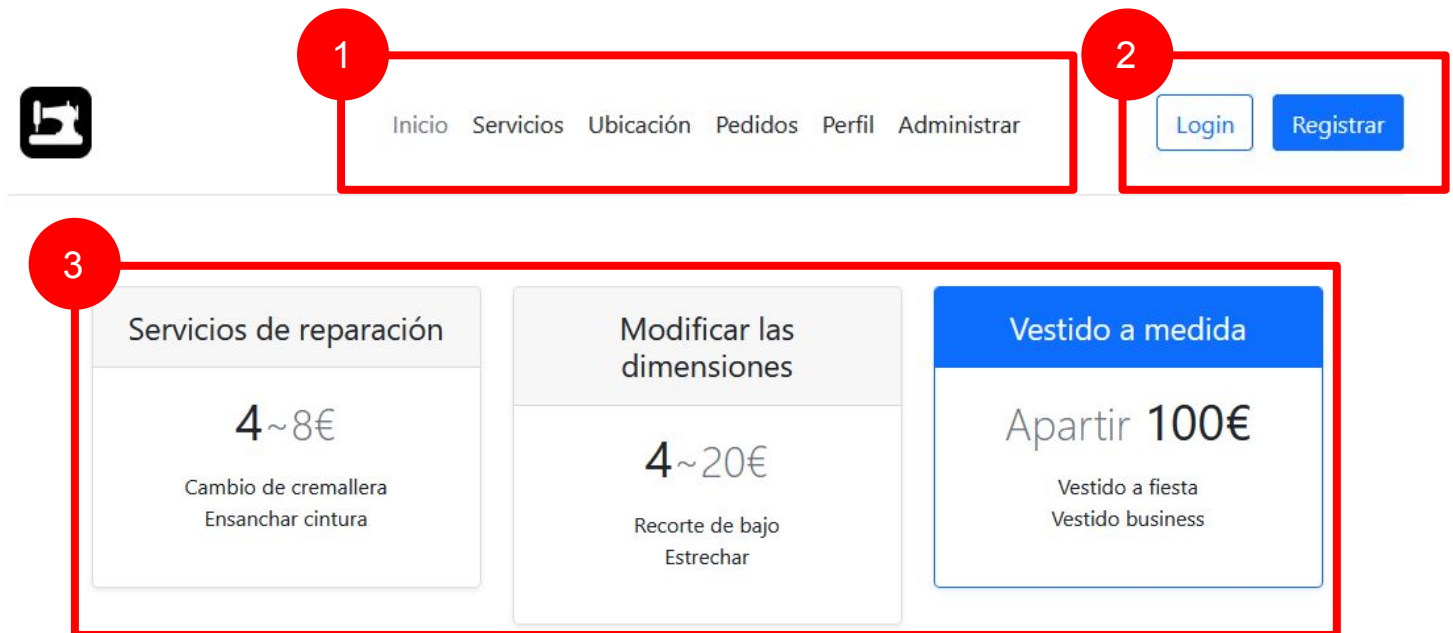 1
2
Inicio Servicios Ubicación Pedidos Perfil Administrar
Login Registrar
3
Servicios de reparación
4~8€
Cambio de cremallera
Ensanchar cintura
Modificar las
dimensiones
4~20€
Recorte de bajo
Estrechar
Vestido a medida
Apartir 100€
Vestido a fiesta
Vestido business